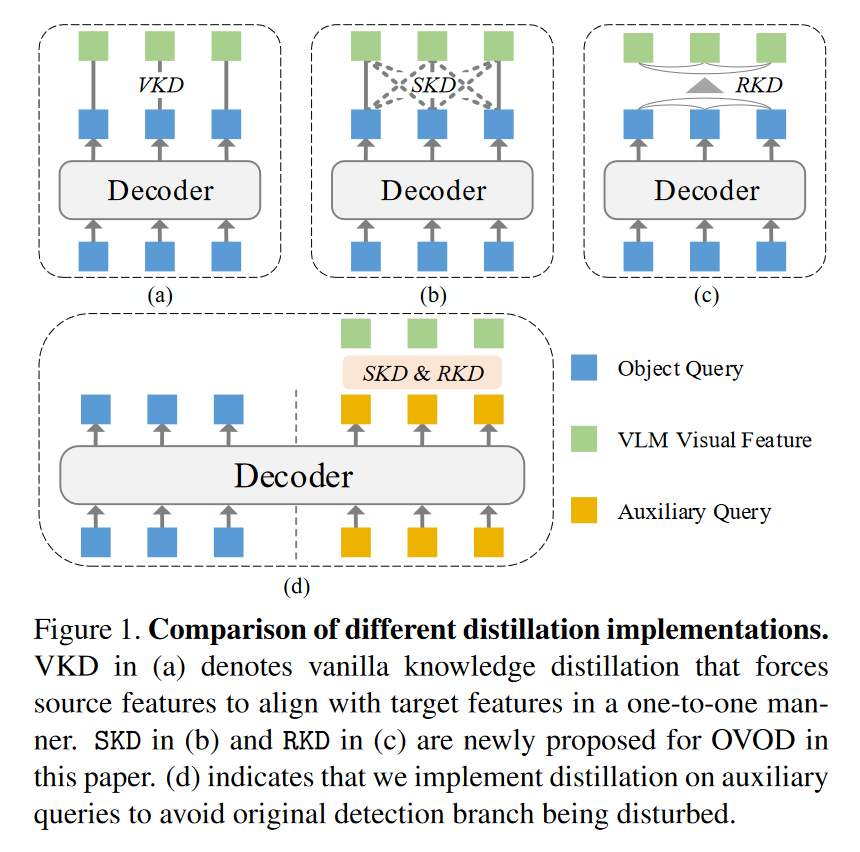 VKD
SKD
RKD
Decoder
Decoder
Decoder
(a)
(b)
(c)
SKD & RKD
Decoder
(d)
Object Query
VLM Visual Feature
Auxiliary Query
Figure 1. Comparison of different distillation implementations.
VKD in (a) denotes vanilla knowledge distillation that forces
source features to align with target features in a one-to-one man-
ner. SKD in (b) and RKD in (c) are newly proposed for OVOD in
this paper. (d) indicates that we implement distillation on auxiliary
queries to avoid original detection branch being disturbed.